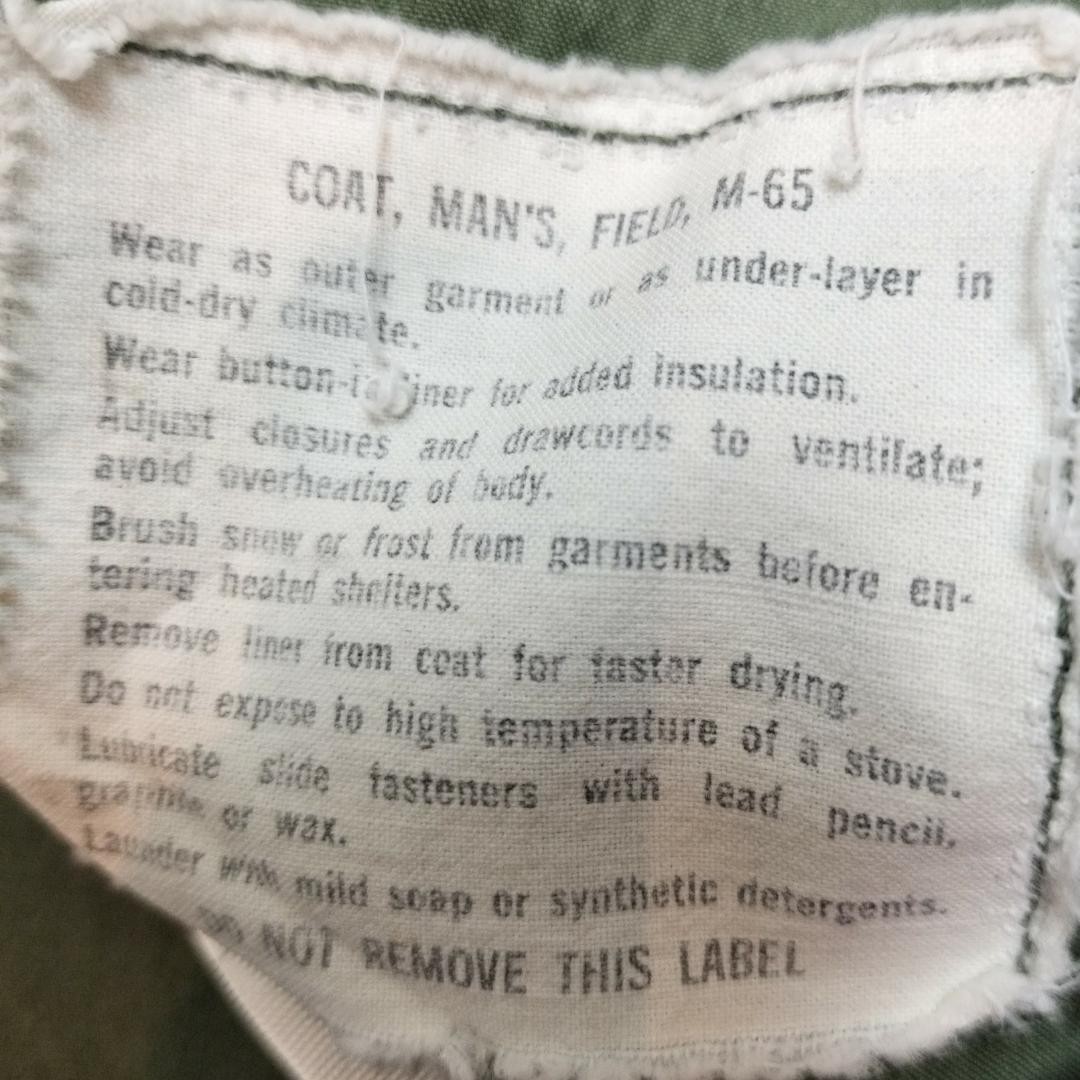 COAT, MAN'S, FIELD, M-65
Wear as outer garment or as under-layer in
cold-dry climate.
Wear button-in liner for added insulation.
Adjust closures and drawcords to ventilate;
avoid overheating of body.
Brush snow or frost from garments before en-
tering heated shelters.
Remove liner from coat for faster drying.
Do not expose to high temperature of a stove.
Lubricate slide fasteners with lead pencil,
graphite or wax.
Launder with mild soap or synthetic detergents.
DO NOT REMOVE THIS LABEL